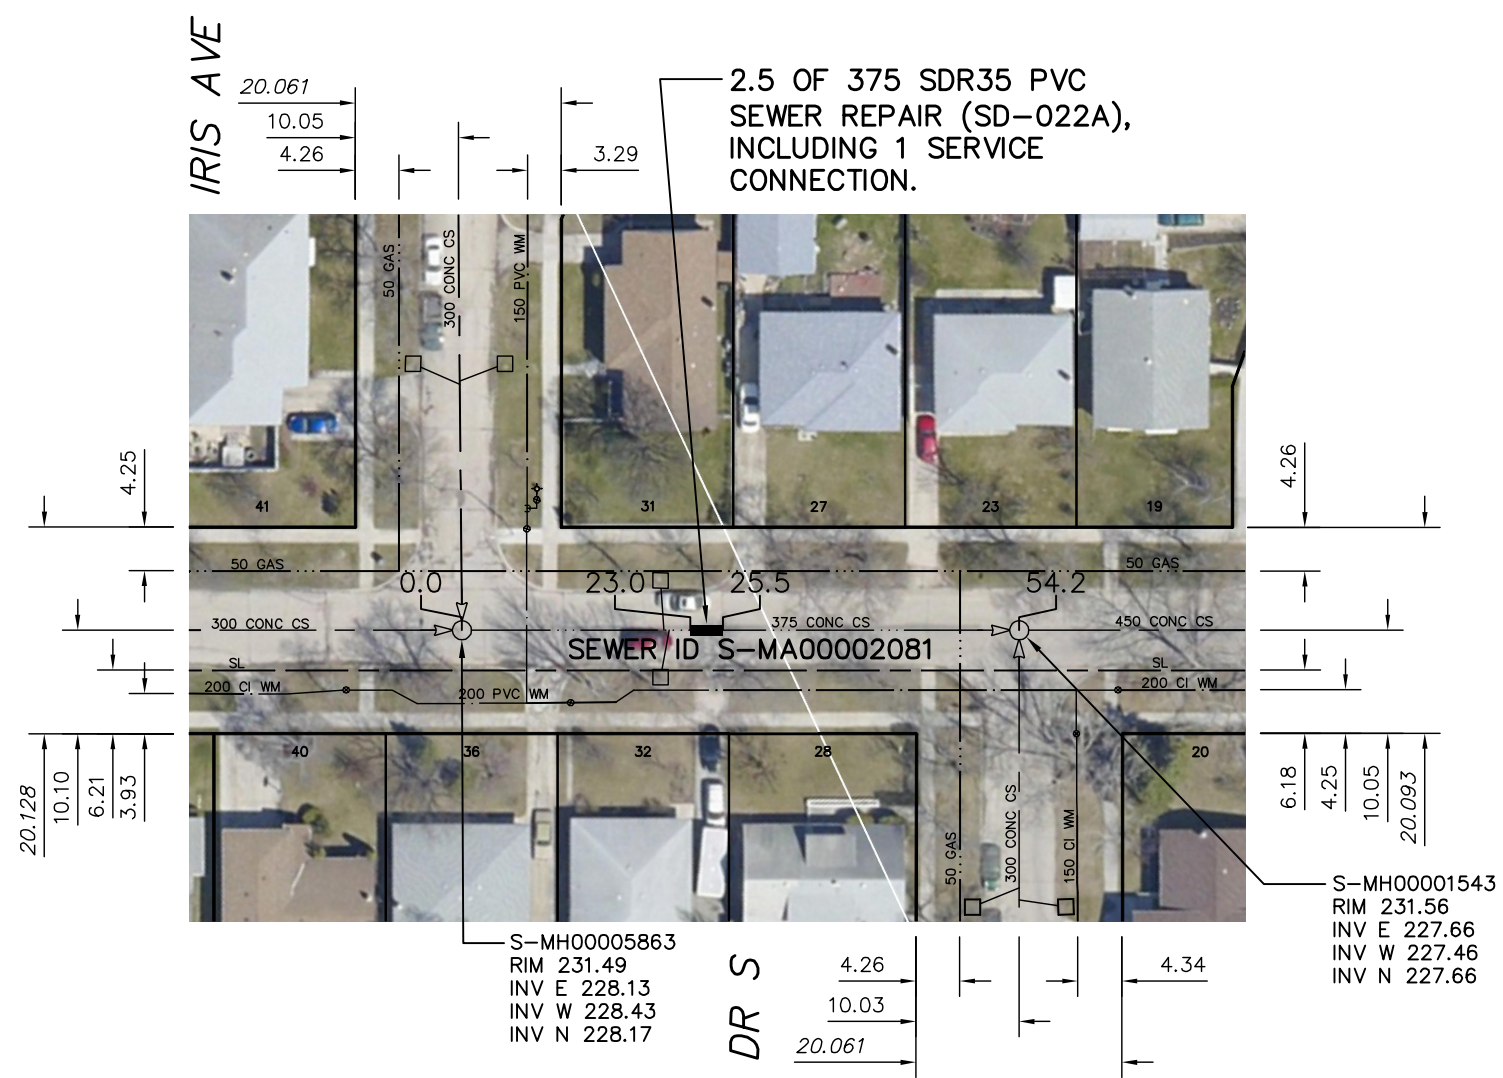 IRIS AVE
20.061
10.05
4.26
3.29
2.5 OF 375 SDR35 PVC
SEWER REPAIR (SD-022A),
INCLUDING 1 SERVICE
CONNECTION.
50 GAS
300 CONC CS
150 PVC WM
4.25
4.26
41
31
27
23
19
50 GAS
50 GAS
0.0
23.0
25.5
54.2
300 CONC CS
375 CONC CS
450 CONC CS
SEWER ID S-MA00002081
SL
SL
200 CI WM
200 PVC WM
200 CI WM
40
36
32
28
20
20.128
10.10
6.21
3.93
6.18
4.25
10.05
20.093
50 GAS
300 CONC CS
150 CI WM
S-MH00001543
RIM 231.56
INV E 227.66
INV W 227.46
INV N 227.66
S-MH00005863
RIM 231.49
INV E 228.13
INV W 228.43
INV N 228.17
DR S
4.26
4.34
10.03
20.061